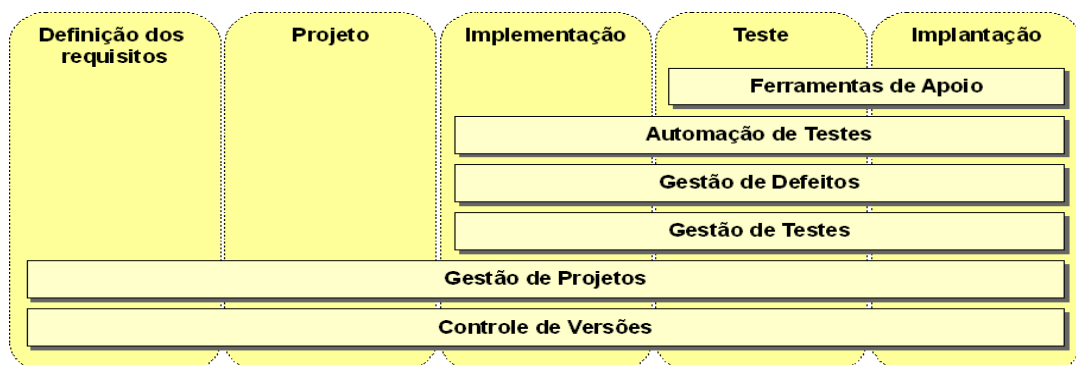 Definição dos
requisitos
Projeto
Implementação
Teste
Implantação
Ferramentas de Apoio
Automação de Testes
Gestão de Defeitos
Gestão de Testes
Gestão de Projetos
Controle de Versões